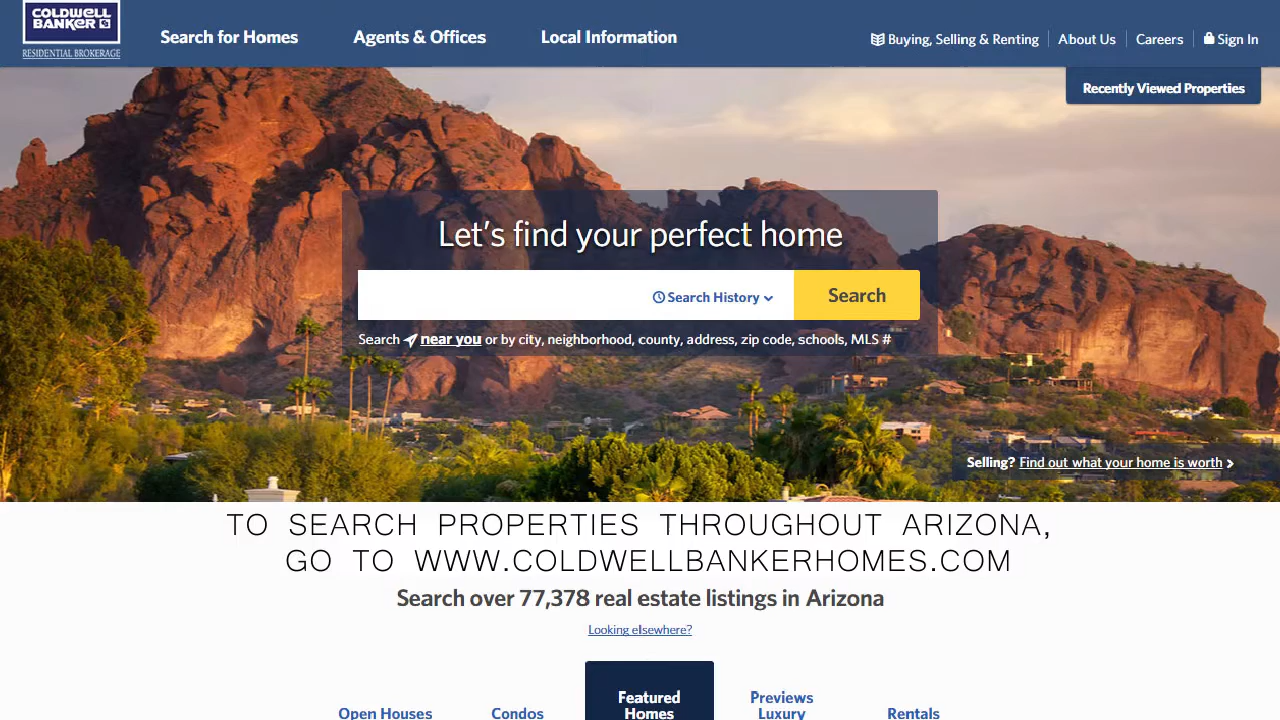 COLDWELL
BANKER
RESIDENTIAL BROKERAGE
Search for Homes
Agents & Offices
Local Information
Buying, Selling & Renting
About Us
Careers
Sign In
Recently Viewed Properties
Let's find your perfect home
Search History
Search
Search near you or by city, neighborhood, county, address, zip code, schools, MLS #
Selling? Find out what your home is worth
TO SEARCH PROPERTIES THROUGHOUT ARIZONA,
GO TO WWW.COLDWELLBANKERHOMES.COM
Search over 77,378 real estate listings in Arizona
Looking elsewhere?
Open Houses
Condos
Featured
Homes
Previews
Luxury
Rentals